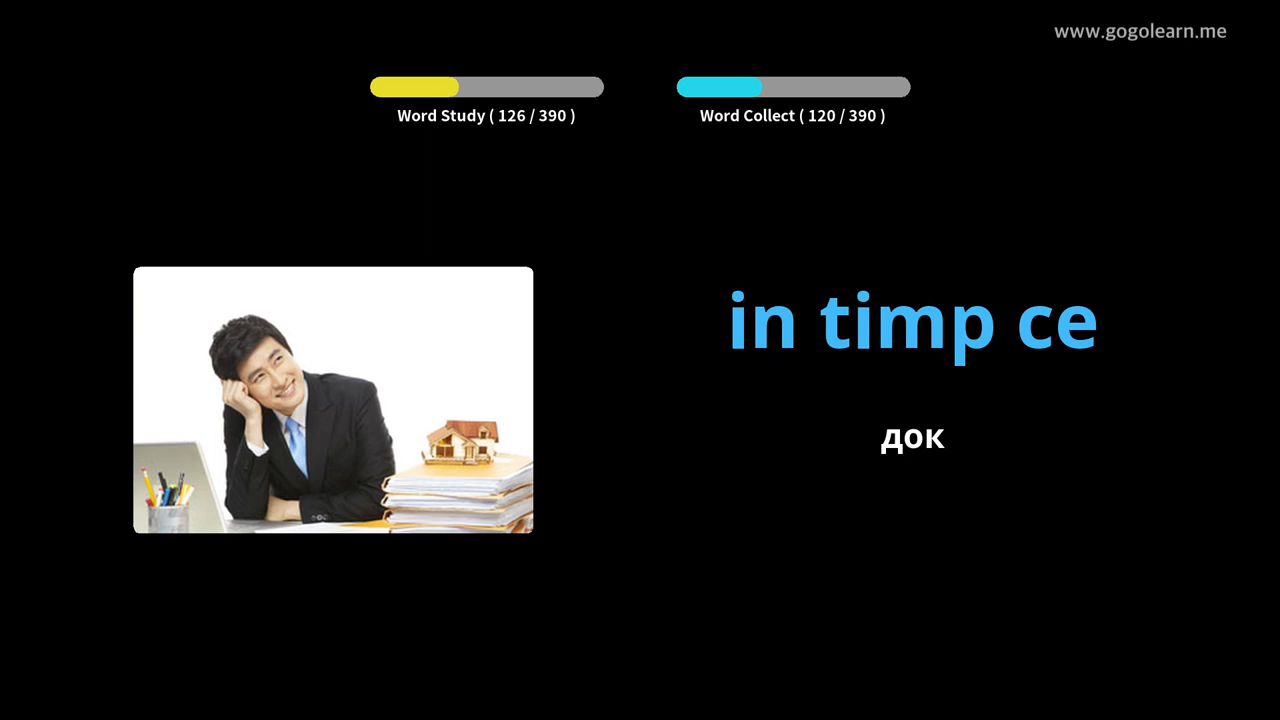 www.gogolearn.me
Word Study ( 126 / 390 )
Word Collect ( 120 / 390 )
in timp ce
док